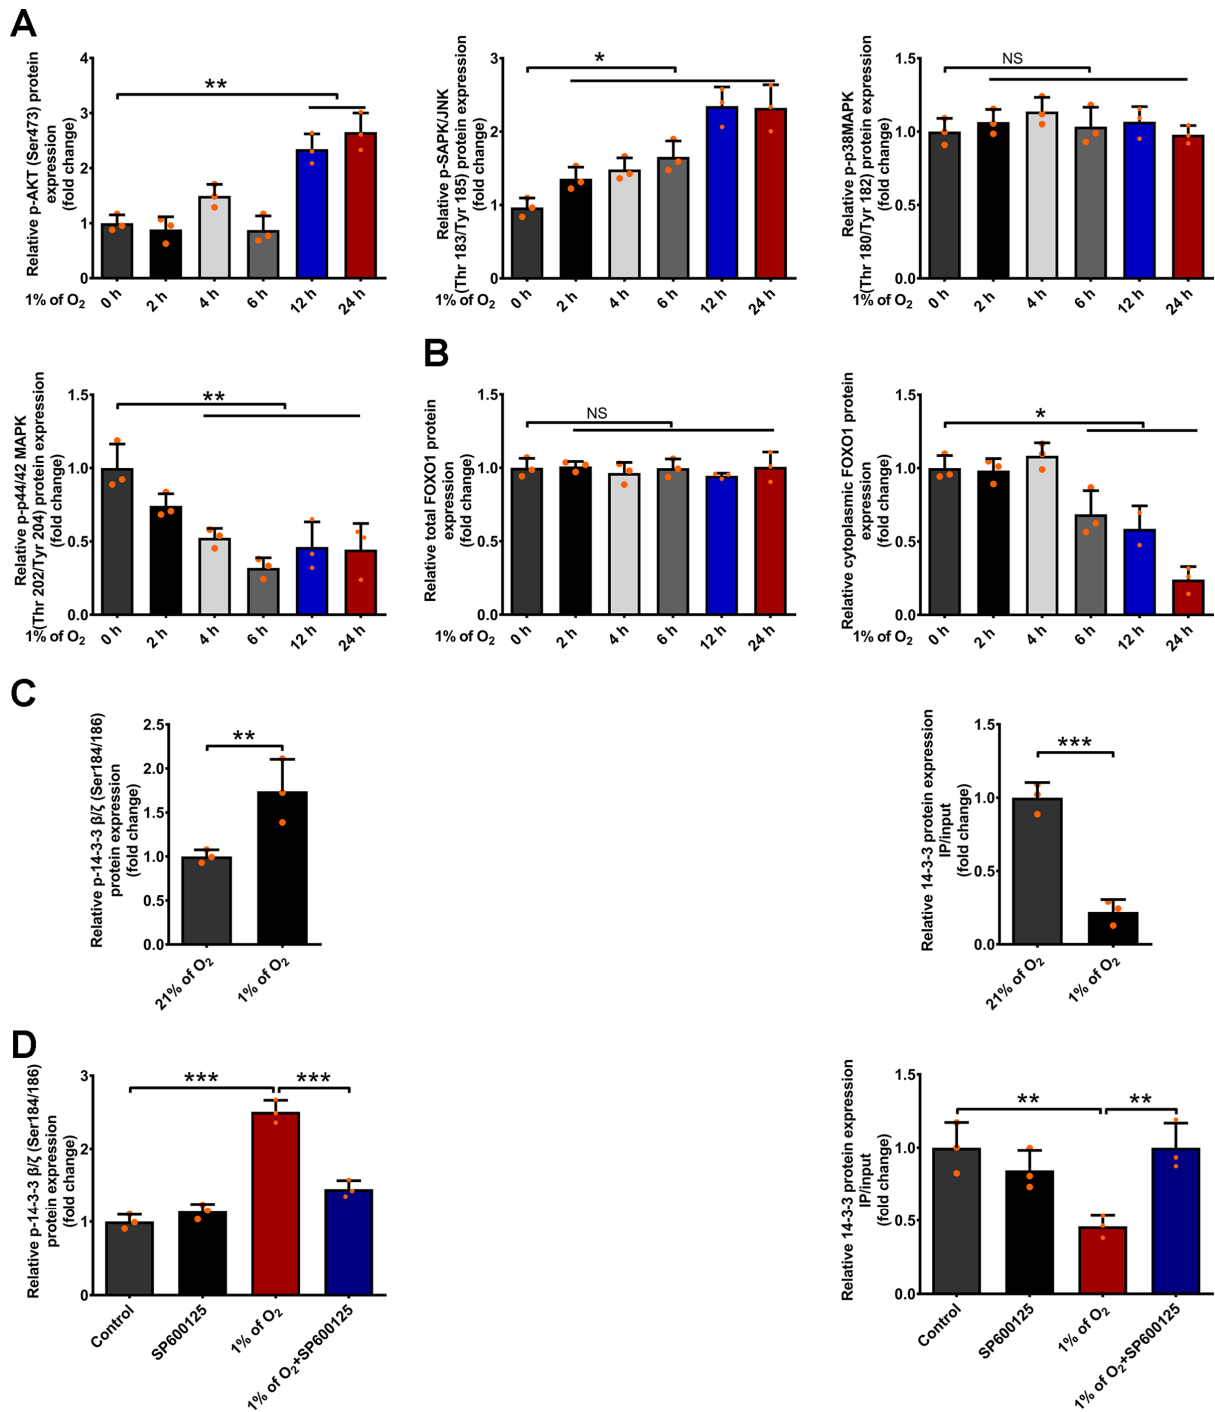 A
Relative p-AKT (Ser473) protein
expression
(fold change)
4
3
2
1
0
**
1% of O2
0 h
2 h
4 h
6 h
12 h
24 h
Relative p-SAPK/JNK
(Thr 183/Tyr 185) protein expression
(fold change)
3
2
1
0
*
1% of O2
0 h
2 h
4 h
6 h
12 h
24 h
Relative p-p38MAPK
(Thr 180/Tyr 182) protein expression
(fold change)
1.5
1.0
0.5
0.0
NS
1% of O2
0 h
2 h
4 h
6 h
12 h
24 h
Relative p-p44/42 MAPK
(Thr 202/Tyr 204) protein expression
(fold change)
1.5
1.0
0.5
0.0
**
1% of O2
0 h
2 h
4 h
6 h
12 h
24 h
B
Relative total FOXO1 protein
expression
(fold change)
1.5
1.0
0.5
0.0
NS
1% of O2
0 h
2 h
4 h
6 h
12 h
24 h
Relative cytoplasmic FOXO1 protein
expression
(fold change)
1.5
1.0
0.5
0.0
*
1% of O2
0 h
2 h
4 h
6 h
12 h
24 h
C
Relative p-14-3-3 β/ζ (Ser184/186)
protein expression
(fold change)
2.5
2.0
1.5
1.0
0.5
0.0
**
21% of O2
1% of O2
Relative 14-3-3 protein expression
IP/input
(fold change)
1.5
1.0
0.5
0.0
***
21% of O2
1% of O2
D
Relative p-14-3-3 β/ζ (Ser184/186)
protein expression
(fold change)
3
2
1
0
***
***
Control
SP600125
1% of O2
1% of O2+SP600125
Relative 14-3-3 protein expression
IP/input
(fold change)
1.5
1.0
0.5
0.0
**
**
Control
SP600125
1% of O2
1% of O2+SP600125